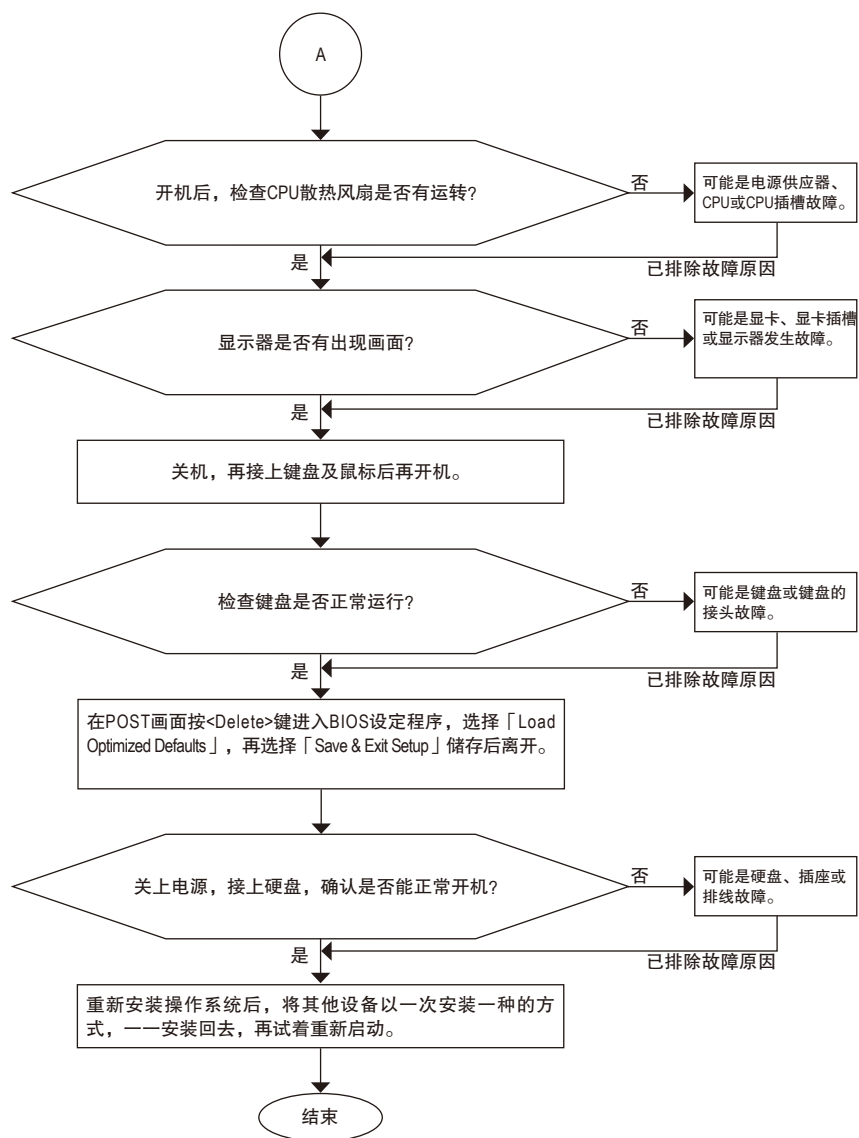 A
开机后，检查CPU散热风扇是否有运转?
否
可能是电源供应器、
CPU或CPU插槽故障。
是
已排除故障原因
显示器是否有出现画面?
否
可能是显卡、显卡插槽
或显示器发生故障。
是
已排除故障原因
关机，再接上键盘及鼠标后再开机。
检查键盘是否正常运行?
否
可能是键盘或键盘的
接头故障。
是
已排除故障原因
在POST画面按<Delete>键进入BIOS设定程序，选择「Load
Optimized Defaults」，再选择「Save & Exit Setup」储存后离开。
关上电源，接上硬盘，确认是否能正常开机?
否
可能是硬盘、插座或
排线故障。
是
已排除故障原因
重新安装操作系统后，将其他设备以一次安装一种的方
式，一一安装回去，再试着重新启动。
结束